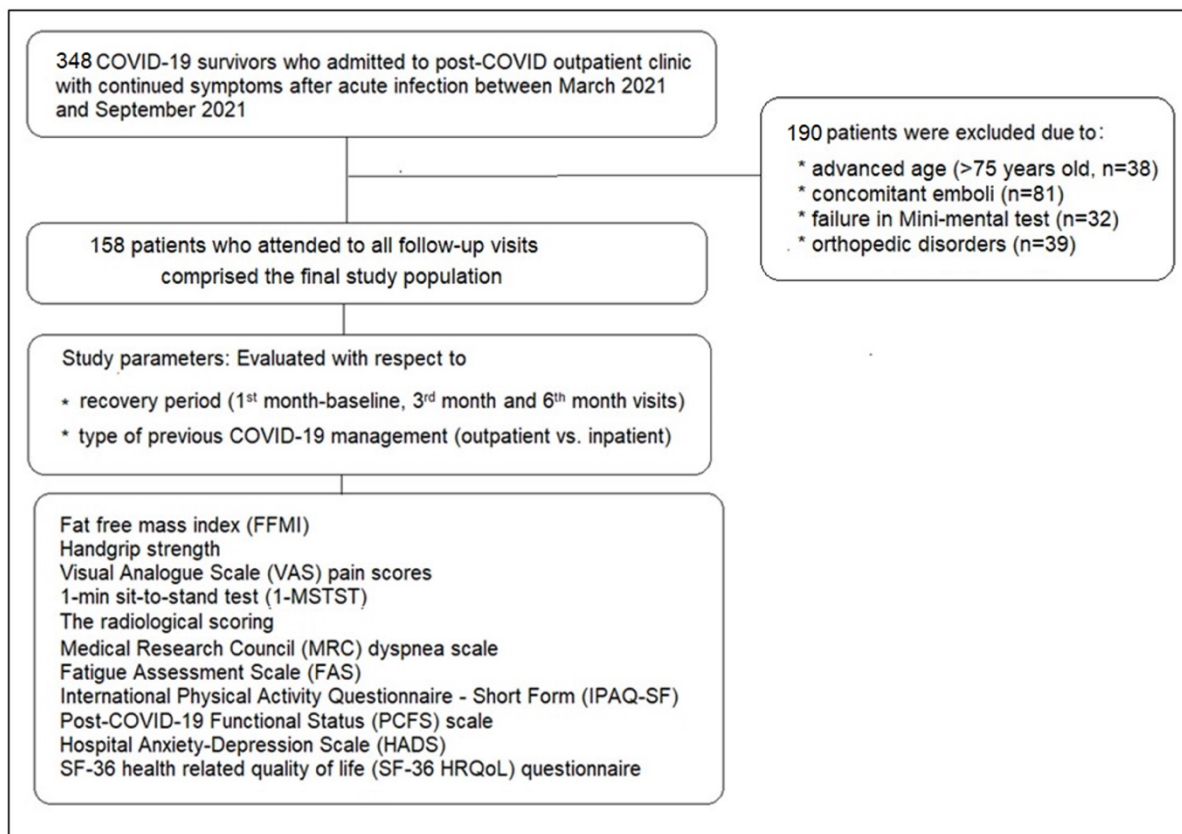 348 COVID-19 survivors who admitted to post-COVID outpatient clinic
with continued symptoms after acute infection between March 2021
and September 2021
190 patients were excluded due to:
* advanced age (>75 years old, n=38)
* concomitant emboli (n=81)
* failure in Mini-mental test (n=32)
* orthopedic disorders (n=39)
158 patients who attended to all follow-up visits
comprised the final study population
Study parameters: Evaluated with respect to
* recovery period (1st month-baseline, 3rd month and 6th month visits)
* type of previous COVID-19 management (outpatient vs. inpatient)
Fat free mass index (FFMI)
Handgrip strength
Visual Analogue Scale (VAS) pain scores
1-min sit-to-stand test (1-MSTST)
The radiological scoring
Medical Research Council (MRC) dyspnea scale
Fatigue Assessment Scale (FAS)
International Physical Activity Questionnaire - Short Form (IPAQ-SF)
Post-COVID-19 Functional Status (PCFS) scale
Hospital Anxiety-Depression Scale (HADS)
SF-36 health related quality of life (SF-36 HRQoL) questionnaire